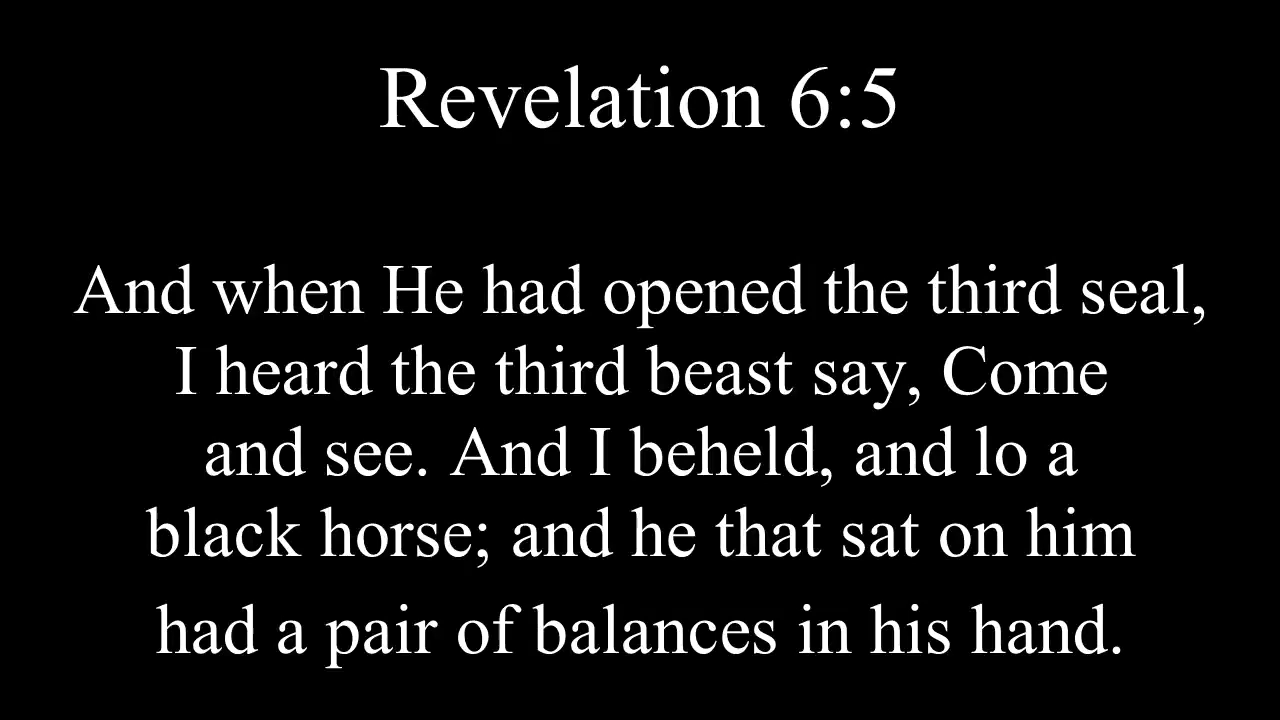 Revelation 6:5
And when He had opened the third seal,
I heard the third beast say, Come
and see. And I beheld, and lo a
black horse; and he that sat on him
had a pair of balances in his hand.